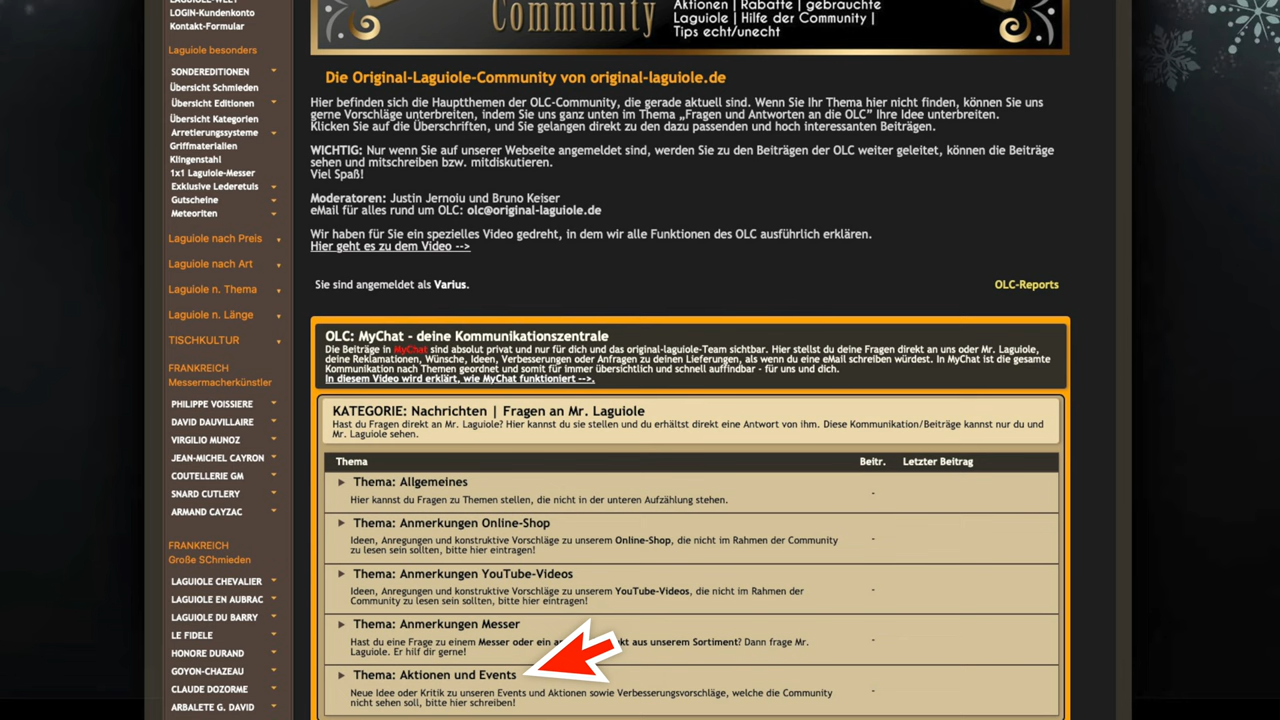 LAGUIOLE-WELT
LOGIN-Kundenkonto
Kontakt-Formular
Laguiole besonders
SONDEREDITIONEN
Übersicht Schmieden
Übersicht Editionen
Übersicht Kategorien
Arretierungssysteme
Griffmaterialien
Klingenstahl
1x1 Laguiole-Messer
Exklusive Lederetuis
Gutscheine
Meteoriten
Laguiole nach Preis
Laguiole nach Art
Laguiole n. Thema
Laguiole n. Länge
TISCHKULTUR
FRANKREICH
Messermacherkünstler
PHILIPPE VOISSIERE
DAVID DAUVILLAIRE
VIRGILIO MUNOZ
JEAN-MICHEL CAYRON
COUTELLERIE GM
SNARD CUTLERY
ARMAND CAYZAC
FRANKREICH
Große SChmieden
LAGUIOLE CHEVALIER
LAGUIOLE EN AUBRAC
LAGUIOLE DU BARRY
LE FIDELE
HONORE DURAND
GOYON-CHAZEAU
CLAUDE DOZORME
ARBALETE G. DAVID
Community
Aktionen | Rabatte | gebrauchte
Laguiole | Hilfe der Community |
Tips echt/unecht
Die Original-Laguiole-Community von original-laguiole.de
Hier befinden sich die Hauptthemen der OLC-Community, die gerade aktuell sind. Wenn Sie Ihr Thema hier nicht finden, können Sie uns
gerne Vorschläge unterbreiten, indem Sie uns ganz unten im Thema „Fragen und Antworten an die OLC” Ihre Idee unterbreiten.
Klicken Sie auf die Überschriften, und Sie gelangen direkt zu den dazu passenden und hoch interessanten Beiträgen.
WICHTIG: Nur wenn Sie auf unserer Webseite angemeldet sind, werden Sie zu den Beiträgen der OLC weiter geleitet, können die Beiträge
sehen und mitschreiben bzw. mitdiskutieren.
Viel Spaß!
Moderatoren: Justin Jernoiu und Bruno Keiser
eMail für alles rund um OLC: olc@original-laguiole.de
Wir haben für Sie ein spezielles Video gedreht, in dem wir alle Funktionen des OLC ausführlich erklären.
Hier geht es zu dem Video -->
Sie sind angemeldet als Varius.
OLC-Reports
OLC: MyChat - deine Kommunikationszentrale
Die Beiträge in MyChat sind absolut privat und nur für dich und das original-laguiole-Team sichtbar. Hier stellst du deine Fragen direkt an uns oder Mr. Laguiole,
deine Reklamationen, Wünsche, Ideen, Verbesserungen oder Anfragen zu deinen Lieferungen, als wenn du eine eMail schreiben würdest. In MyChat ist die gesamte
Kommunikation nach Themen geordnet und somit für immer übersichtlich und schnell auffindbar - für uns und dich.
In diesem Video wird erklärt, wie MyChat funktioniert -->.
KATEGORIE: Nachrichten | Fragen an Mr. Laguiole
Hast du Fragen direkt an Mr. Laguiole? Hier kannst du sie stellen und du erhältst direkt eine Antwort von ihm. Diese Kommunikation/Beiträge kannst nur du und
Mr. Laguiole sehen.
Thema Beitr. Letzter Beitrag
Thema: Allgemeines
Hier kannst du Fragen zu Themen stellen, die nicht in der unteren Aufzählung stehen.
-
Thema: Anmerkungen Online-Shop
Ideen, Anregungen und konstruktive Vorschläge zu unserem Online-Shop, die nicht im Rahmen der Community
zu lesen sein sollten, bitte hier eintragen!
-
Thema: Anmerkungen YouTube-Videos
Ideen, Anregungen und konstruktive Vorschläge zu unserem YouTube-Videos, die nicht im Rahmen der
Community zu lesen sein sollten, bitte hier eintragen!
-
Thema: Anmerkungen Messer
Hast du eine Frage zu einem Messer oder ein aus unserem Sortiment? Dann frage Mr.
Laguiole. Er hilf dir gerne!
-
Thema: Aktionen und Events
Neue Idee oder Kritik zu unseren Events und Aktionen sowie Verbesserungsvorschläge, welche die Community
nicht sehen soll, bitte hier schreiben!
-